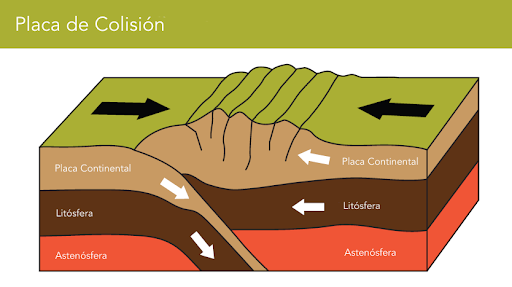 Placa de Colisión
Placa Continental
Placa Continental
Litósfera
Litósfera
Astenósfera
Astenósfera